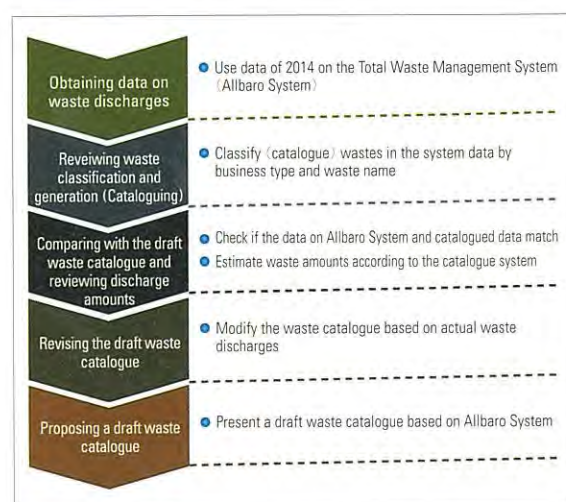 Obtaining data on
waste discharges
Use data of 2014 on the Total Waste Management System
(Allbaro System)
Reveiwing waste
classification and
generation (Cataloguing)
Classify (catalogue) wastes in the system data by
business type and waste name
Comparing with the draft
waste catalogue and
reviewing discharge
amounts
Check if the data on Allbaro System and catalogued data match
Estimate waste amounts according to the catalogue system
Revising the draft waste
catalogue
Modify the waste catalogue based on actual waste
discharges
Proposing a draft waste
catalogue
Present a draft waste catalogue based on Allbaro System